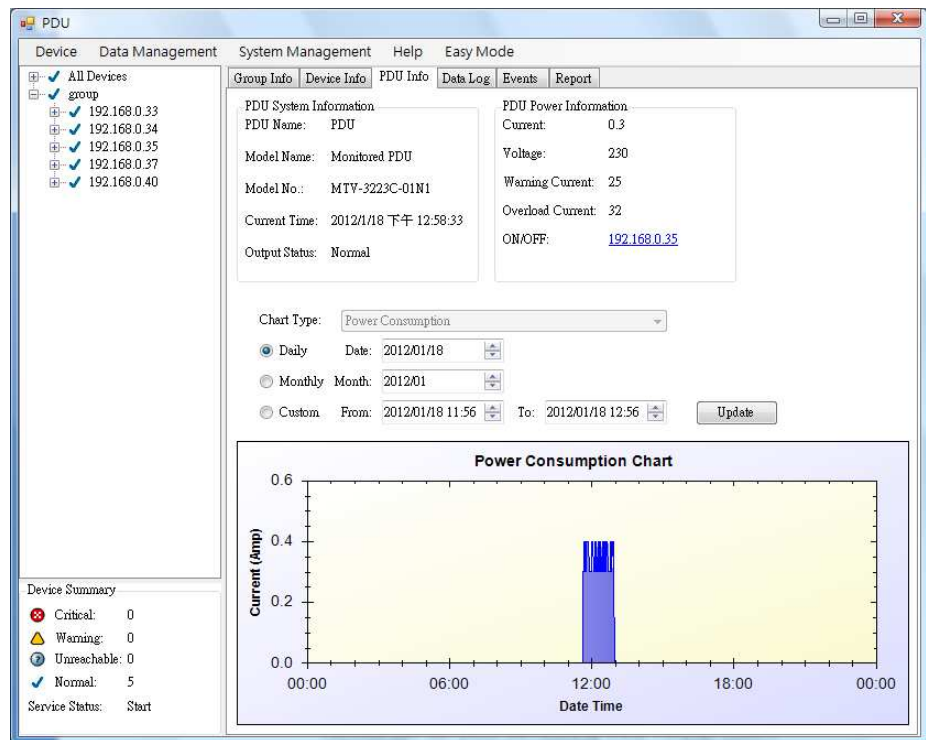 PDU
Device Data Management System Management Help Easy Mode
All Devices
group
192.168.0.33
192.168.0.34
192.168.0.35
192.168.0.37
192.168.0.40
Group Info Device Info PDU Info Data Log Events Report
PDU System Information
PDU Name: PDU
Model Name: Monitored PDU
Model No.: MTV-3223C-01N1
Current Time: 2012/1/18 下午 12:58:33
Output Status: Normal
PDU Power Information
Current: 0.3
Voltage: 230
Warning Current: 25
Overload Current: 32
ON/OFF: 192.168.0.35
Chart Type: Power Consumption
Daily Date: 2012/01/18
Monthly Month: 2012/01
Custom From: 2012/01/18 11:56 To: 2012/01/18 12:56 Update
Power Consumption Chart
Current (Amp)
0.6
0.4
0.2
0.0
00:00 06:00 12:00 18:00 00:00
Date Time
Device Summary
Critical: 0
Warning: 0
Unreachable: 0
Normal: 5
Service Status: Start